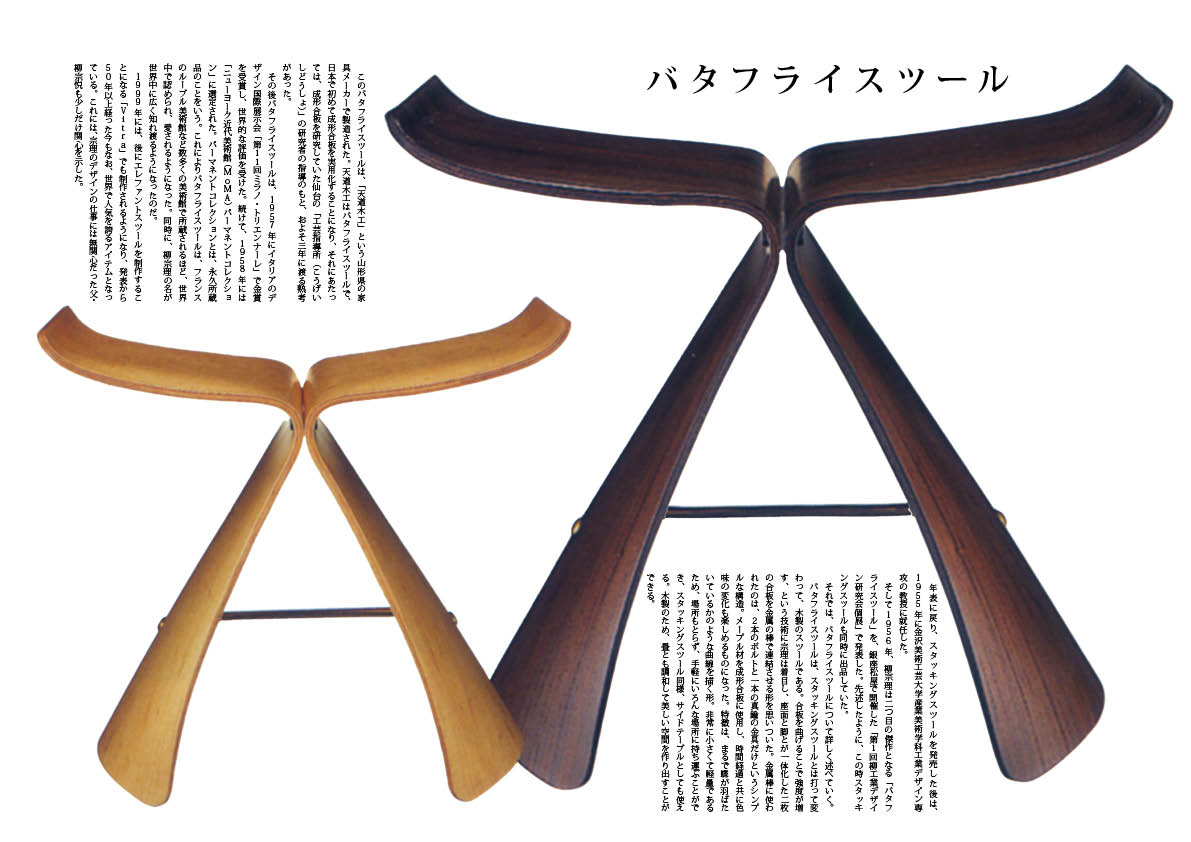 バタフライスツール
　年表に戻り、スタッキングスツールを発売した後は、
1955年に金沢美術工芸大学産業美術学科工業デザイン専
攻の教授に就任した。
　そして1956年、柳宗理は二つ目の傑作となる「バタフ
ライスツール」を、銀座松屋で開催した「第1回柳工業デザイ
ン研究会個展」で発表した。先述したように、この時スタッキ
ングスツールも同時に出品していた。
　それでは、バタフライスツールについて詳しく述べていく。
　バタフライスツールは、スタッキングスツールとは打って変
わって、木製のスツールである。合板を曲げることで強度が増
す、という技術に宗理は着目し、座面と脚とが一体化した二枚
の合板を金属の棒で連結させる形を思いついた。金属棒に使わ
れたのは、2本のボルトと一本の真鍮の金具だけというシンプ
ルな構造。メープル材を成形合板に使用し、時間経過と共に色
味の変化も楽しめるものになった。特徴は、まるで蝶が羽ばた
いているかのような曲線を描く形。非常に小さくて軽量である
ため、場所もとらず、手軽にいろんな場所に持ち運ぶことがで
き、スタッキングスツール同様、サイドテーブルとしても使え
る。木製のため、畳とも調和して美しい空間を作り出すことが
できる。
　このバタフライスツールは、「天道木工」という山形県の家
具メーカーで製造された。天道木工はバタフライスツールで、
日本で初めて成形合板を実用化することになり、それにあたっ
ては、成形合板を研究していた仙台の「工芸指導所（こうげい
しどうしょ）」の研究者の指導のもと、およそ三年に渡る熟考
があった。
　その後バタフライスツールは、1957年にイタリアのデ
ザイン国際展示会「第11回ミラノ・トリエンナーレ」で金賞
を受賞し、世界的な評価を受けた。続けて、1958年には
「ニューヨーク近代美術館（MoMA）パーマネントコレクショ
ン」に選定された。パーマネントコレクションとは、永久所蔵
品のことをいう。これによりバタフライスツールは、フランス
のルーブル美術館など数多くの美術館で所蔵されるほど、世界
中で認められ、愛されるようになった。同時に、柳宗理の名が
世界中に広く知れ渡るようになったのだ。
　1999年には、後にエレファントスツールを制作するこ
とになる「Vitra」でも制作されるようになり、発表から
50年以上経った今もなお、世界で人気を誇るアイテムとなっ
ている。これには、宗理のデザインの仕事には無関心だった父・
柳宗悦も少しだけ関心を示した。